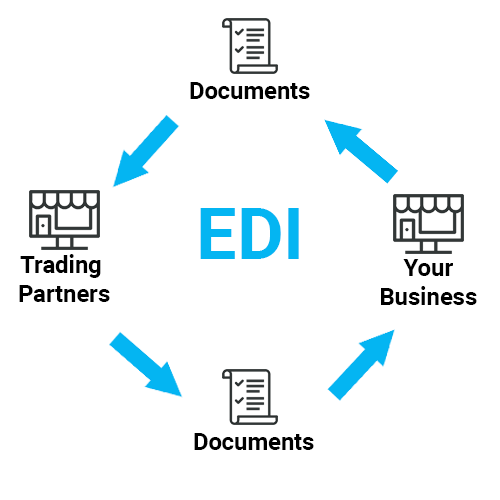 Documents
EDI
Trading
Partners
Your
Business
Documents